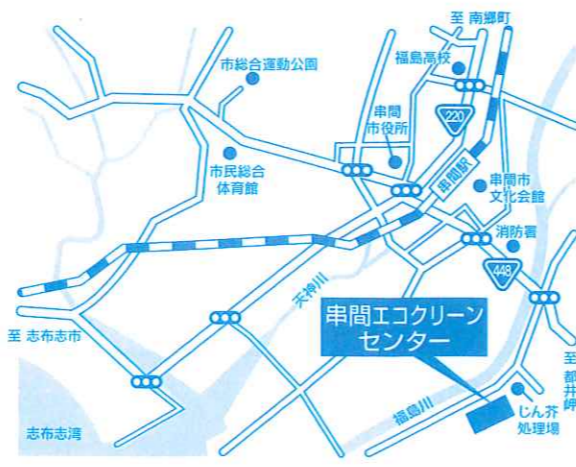 至 南郷町
市総合運動公園
福島高校
220
串間
市役所
市民総合
体育館
串間駅
串間市
文化会館
消防署
448
天神川
串間エコクリーン
センター
至 志布志市
至
都
井
岬
じん芥
処理場
福島川
志布志湾